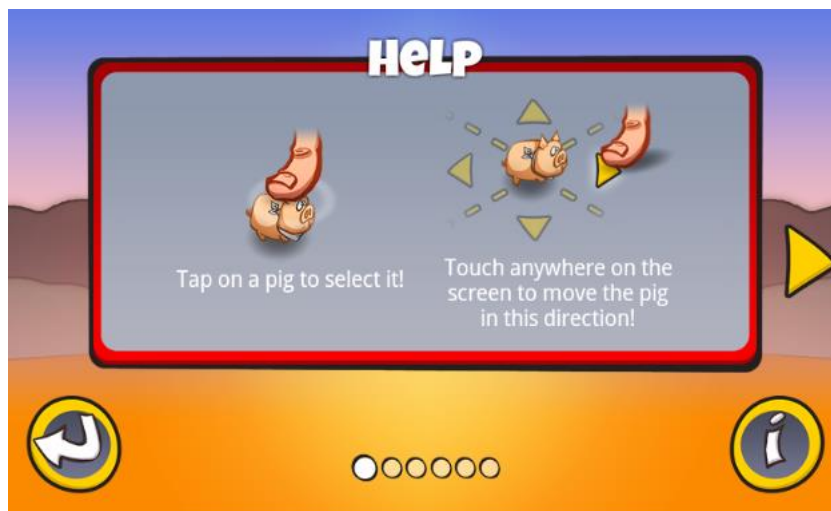 HELP
Tap on a pig to select it!
Touch anywhere on the
screen to move the pig
in this direction!
i